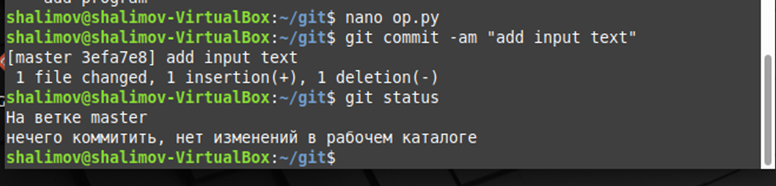 add program
shalimov@shalimov-VirtualBox:~/git$ nano op.py
shalimov@shalimov-VirtualBox:~/git$ git commit -am "add input text"
[master 3efa7e8] add input text
 1 file changed, 1 insertion(+), 1 deletion(-)
shalimov@shalimov-VirtualBox:~/git$ git status
На ветке master
нечего коммитить, нет изменений в рабочем каталоге
shalimov@shalimov-VirtualBox:~/git$